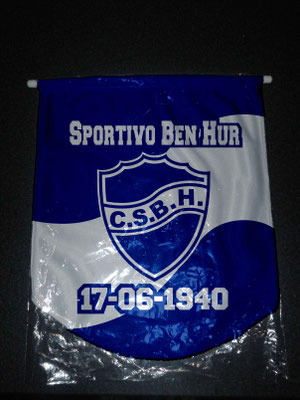 SPORTIVO BEN HUR
C.S.B.H.
17-06-1940